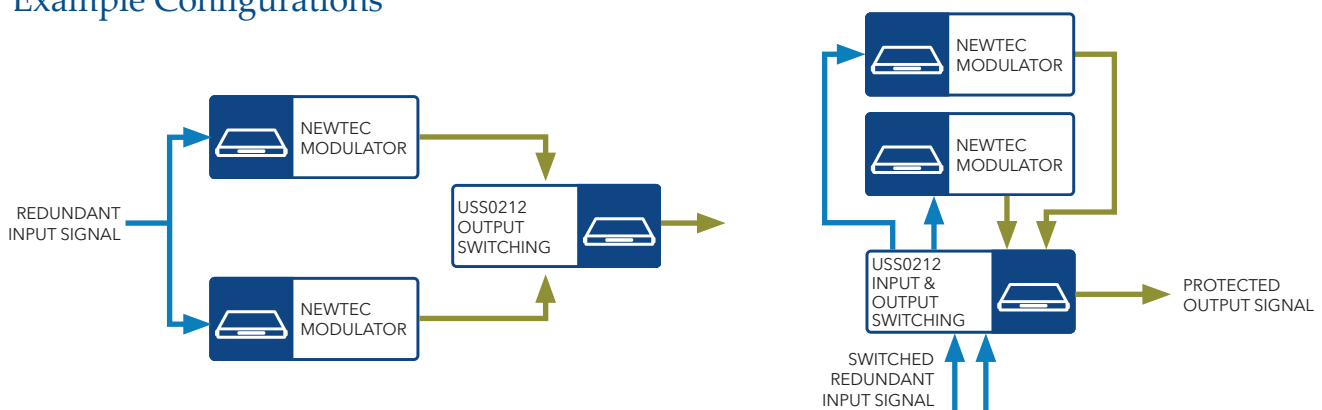 Example Configurations
REDUNDANT
INPUT SIGNAL
NEWTEC
MODULATOR
NEWTEC
MODULATOR
USS0212
OUTPUT
SWITCHING
NEWTEC
MODULATOR
NEWTEC
MODULATOR
USS0212
INPUT &
OUTPUT
SWITCHING
PROTECTED
OUTPUT SIGNAL
SWITCHED
REDUNDANT
INPUT SIGNAL